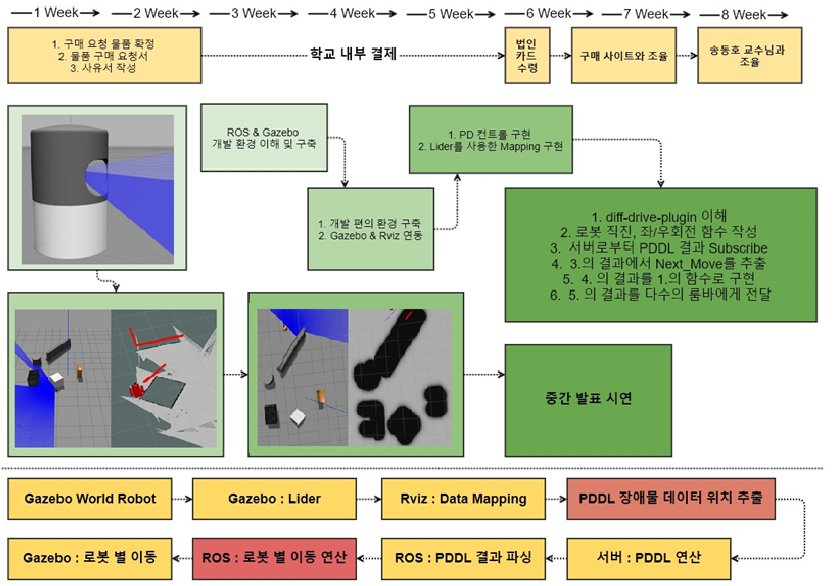 1 Week
2 Week
3 Week
4 Week
5 Week
6 Week
7 Week
8 Week
1. 구매 요청 물품 확정
2. 물품 구매 요청서
3. 사유서 작성
학교 내부 결제
법인
카드
수령
구매 사이트와 조율
송통호 교수님과
조율
ROS & Gazebo
개발 환경 이해 및 구축
1. PD 컨트롤 구현
2. Lider를 사용한 Mapping 구현
1. 개발 편의 환경 구축
2. Gazebo & Rviz 연동
1. diff-drive-plugin 이해
2. 로봇 직진, 좌/우회전 함수 작성
3. 서버로부터 PDDL 결과 Subscribe
4. 3.의 결과에서 Next_Move를 추출
5. 4. 의 결과를 1.의 함수로 구현
6. 5. 의 결과를 다수의 룸바에게 전달
중간 발표 시연
Gazebo World Robot
Gazebo : Lider
Rviz : Data Mapping
PDDL 장애물 데이터 위치 추출
Gazebo : 로봇 별 이동
ROS : 로봇 별 이동 연산
ROS : PDDL 결과 파싱
서버 : PDDL 연산